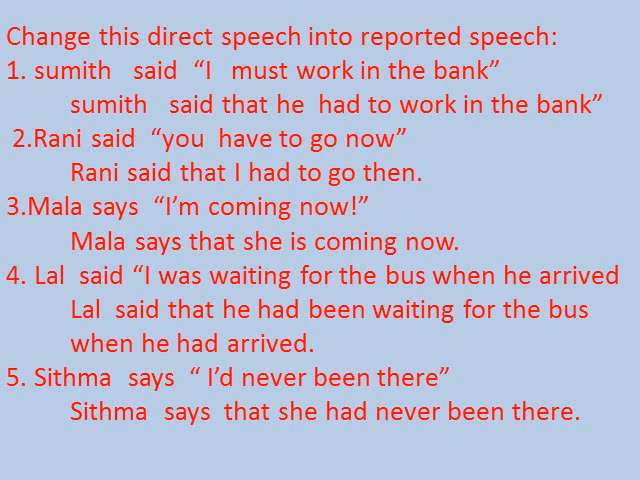 Change this direct speech into reported speech:
1. sumith said “I must work in the bank”
sumith said that he had to work in the bank”
2.Rani said “you have to go now”
Rani said that I had to go then.
3.Mala says “I’m coming now!”
Mala says that she is coming now.
4. Lal said “I was waiting for the bus when he arrived
Lal said that he had been waiting for the bus
when he had arrived.
5. Sithma says “ I’d never been there”
Sithma says that she had never been there.